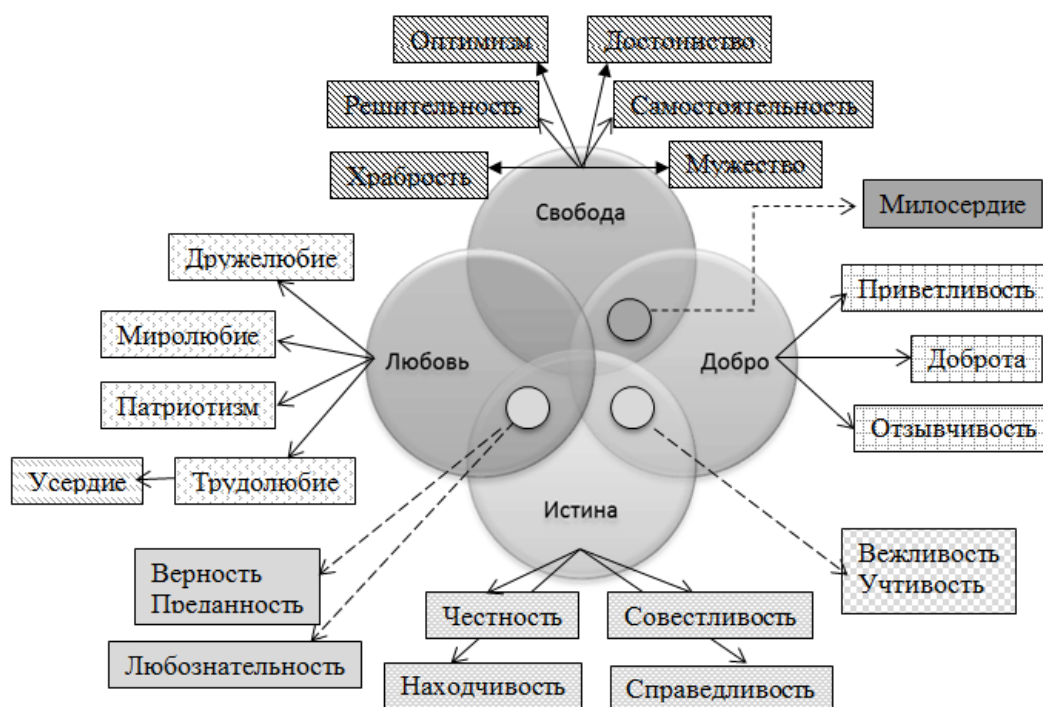 Оптимизм
Достоинство
Решительность
Самостоятельность
Храбрость
Мужество
Свобода
Милосердие
Дружелюбие
Приветливость
Миролюбие
Любовь
Добро
Доброта
Патриотизм
Отзывчивость
Усердие
Трудолюбие
Истина
Вежливость
Учтивость
Верность
Преданность
Честность
Совестливость
Любознательность
Находчивость
Справедливость